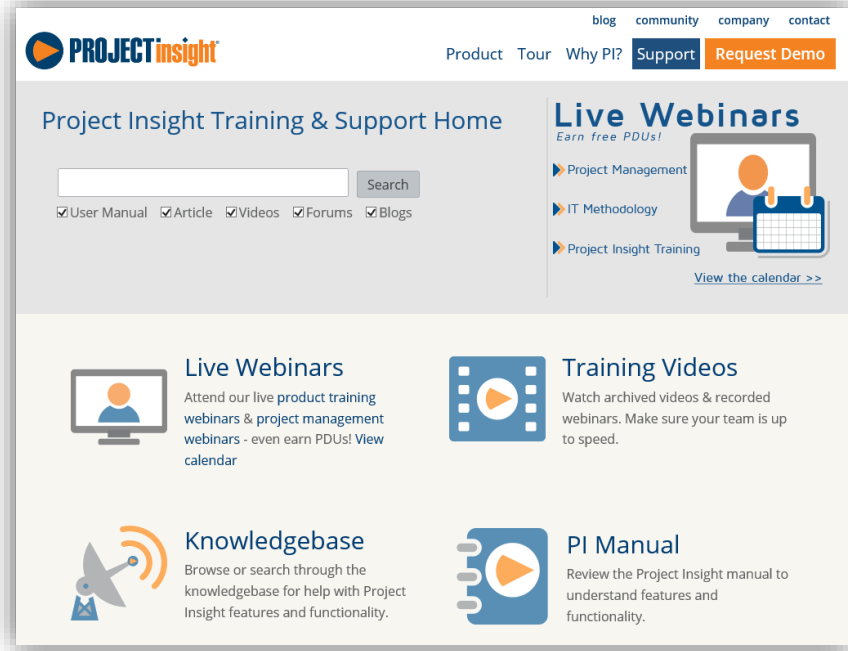 blog community company contact
PROJECTinsight
Product Tour Why PI? Support Request Demo
Project Insight Training & Support Home
Search
User Manual Article Videos Forums Blogs
Live Webinars
Earn free PDUs!
Project Management
IT Methodology
Project Insight Training
View the calendar >>
Live Webinars
Attend our live product training
webinars & project management
webinars - even earn PDUs! View
calendar
Training Videos
Watch archived videos & recorded
webinars. Make sure your team is up
to speed.
Knowledgebase
Browse or search through the
knowledgebase for help with Project
Insight features and functionality.
PI Manual
Review the Project Insight manual to
understand features and
functionality.